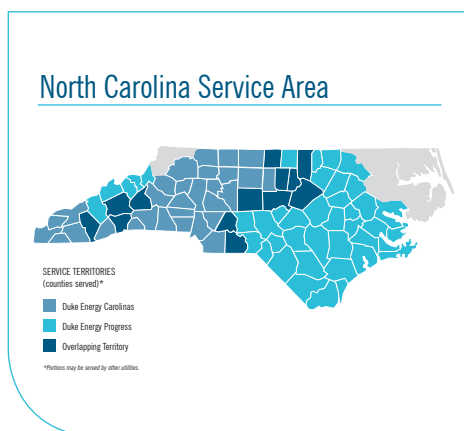 North Carolina Service Area
SERVICE TERRITORIES
(counties served)*
Duke Energy Carolinas
Duke Energy Progress
Overlapping Territory
*Portions may be served by other utilities.